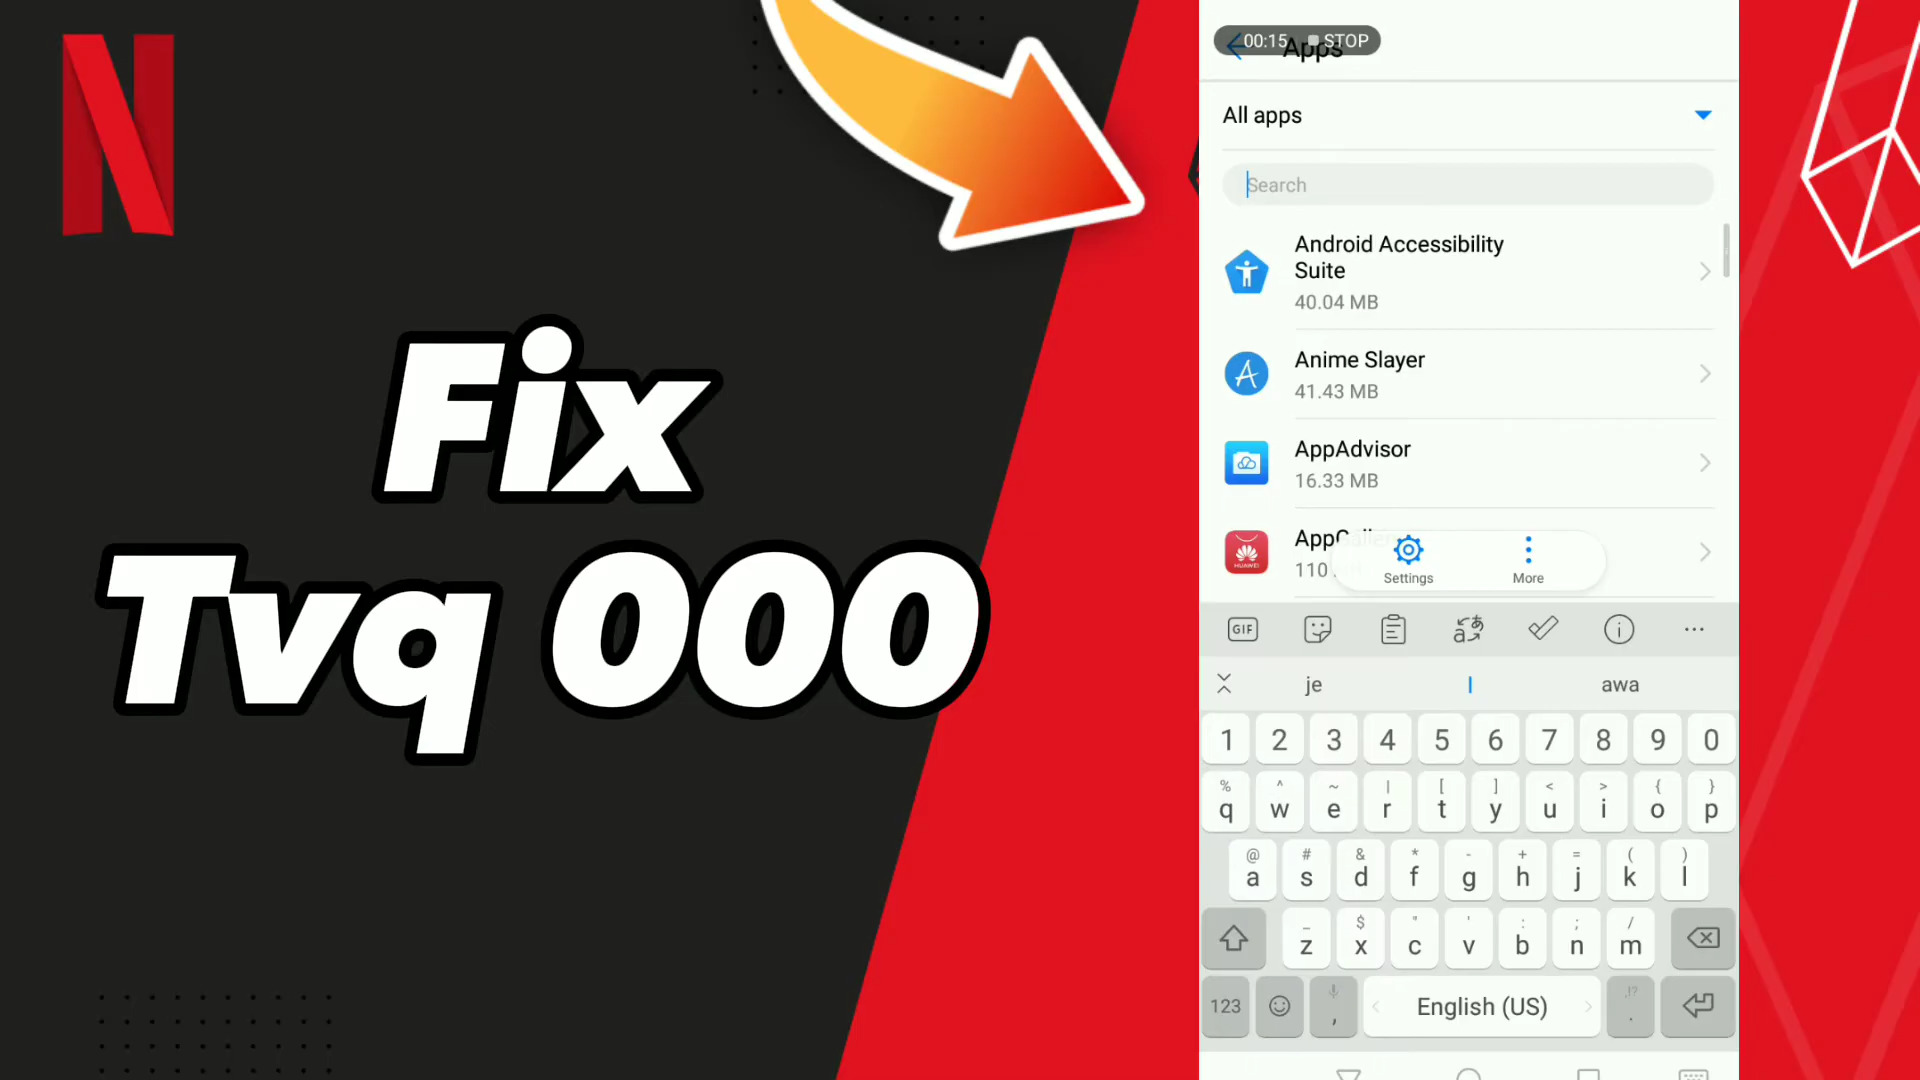 N
Fix
Tvq 000
00:15 STOP
Apps
All apps
Search
Android Accessibility
Suite
40.04 MB
Anime Slayer
41.43 MB
AppAdvisor
16.33 MB
HUAWEI
110
Settings
More
GIF
je
l
awa
1 2 3 4 5 6 7 8 9 0
% ^ ~ | [ ] < > { }
q w e r t y u i o p
@ # & * - + = ( )
a s d f g h j k l
_ $ " ' : ; /
z x c v b n m
,!?
123 , English (US) .